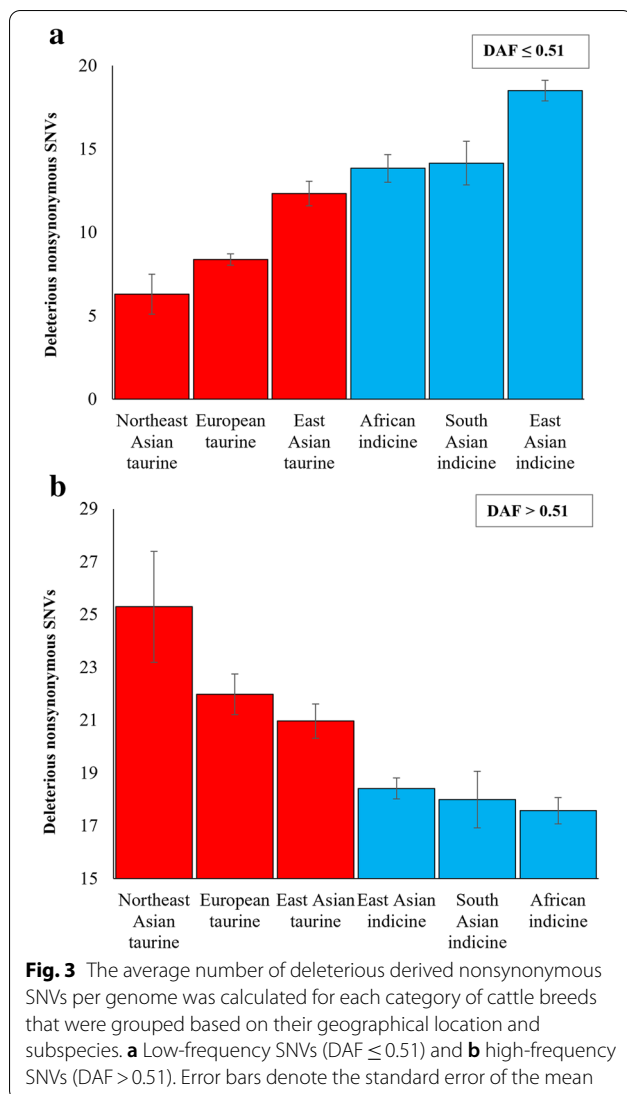 a
DAF ≤ 0.51
20
15
10
5
0
Deleterious nonsynonymous SNVs
Northeast Asian taurine
European taurine
East Asian taurine
African indicine
South Asian indicine
East Asian indicine
b
DAF > 0.51
29
27
25
23
21
19
17
15
Deleterious nonsynonymous SNVs
Northeast Asian taurine
European taurine
East Asian taurine
East Asian indicine
South Asian indicine
African indicine
Fig. 3 The average number of deleterious derived nonsynonymous
SNVs per genome was calculated for each category of cattle breeds
that were grouped based on their geographical location and
subspecies. a Low-frequency SNVs (DAF ≤ 0.51) and b high-frequency
SNVs (DAF > 0.51). Error bars denote the standard error of the mean